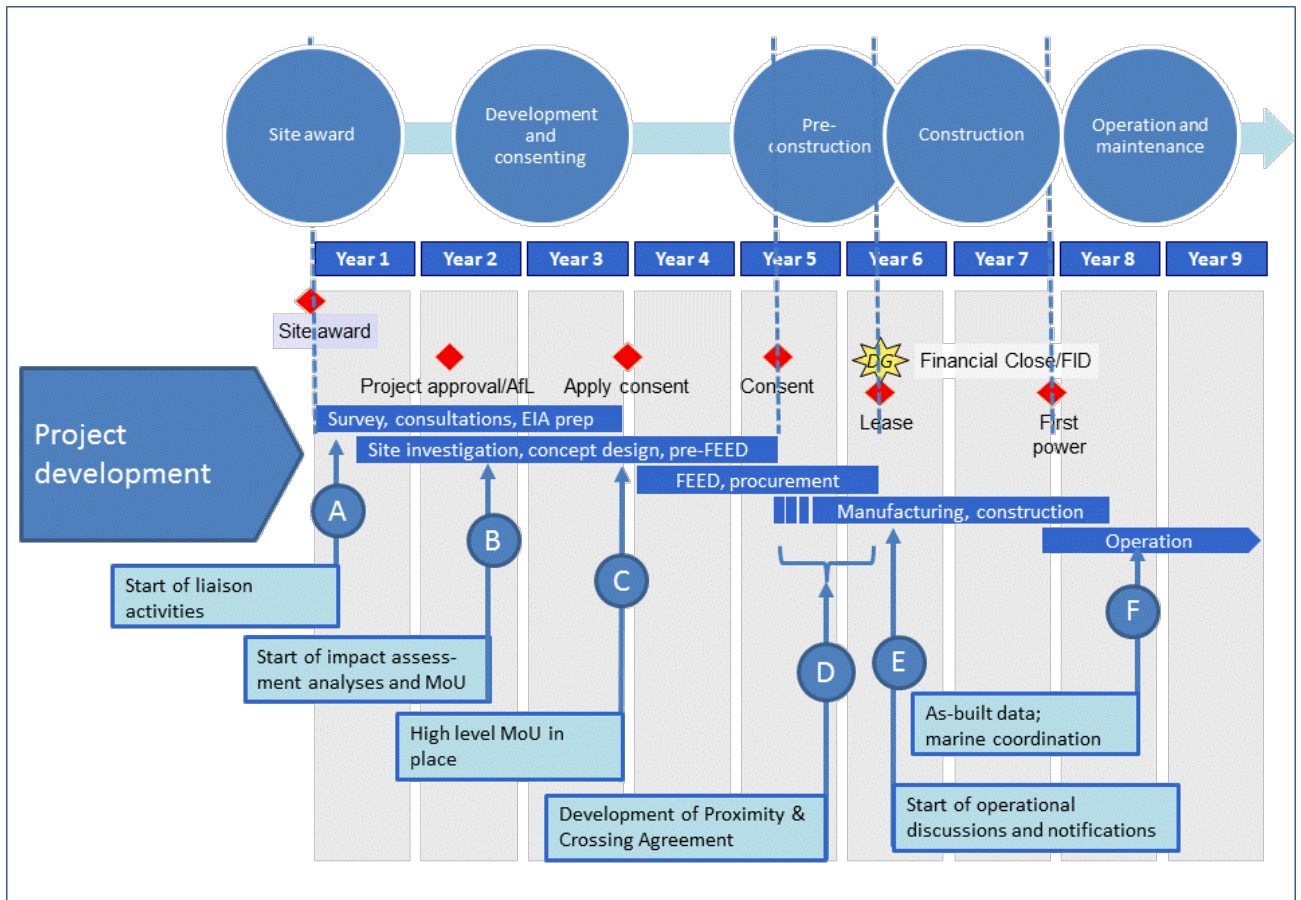 Site award
Development
and
consenting
Pre-
construction
Construction
Operation and
maintenance
Year 1
Year 2
Year 3
Year 4
Year 5
Year 6
Year 7
Year 8
Year 9
Site award
Project approval/AfL
Apply consent
Consent
DG
Financial Close/FID
Lease
First
power
Project
development
Survey, consultations, EIA prep
Site investigation, concept design, pre-FEED
FEED, procurement
Manufacturing, construction
Operation
A
B
C
D
E
F
Start of liaison
activities
Start of impact assess-
ment analyses and MoU
High level MoU in
place
Development of Proximity &
Crossing Agreement
As-built data;
marine coordination
Start of operational
discussions and notifications